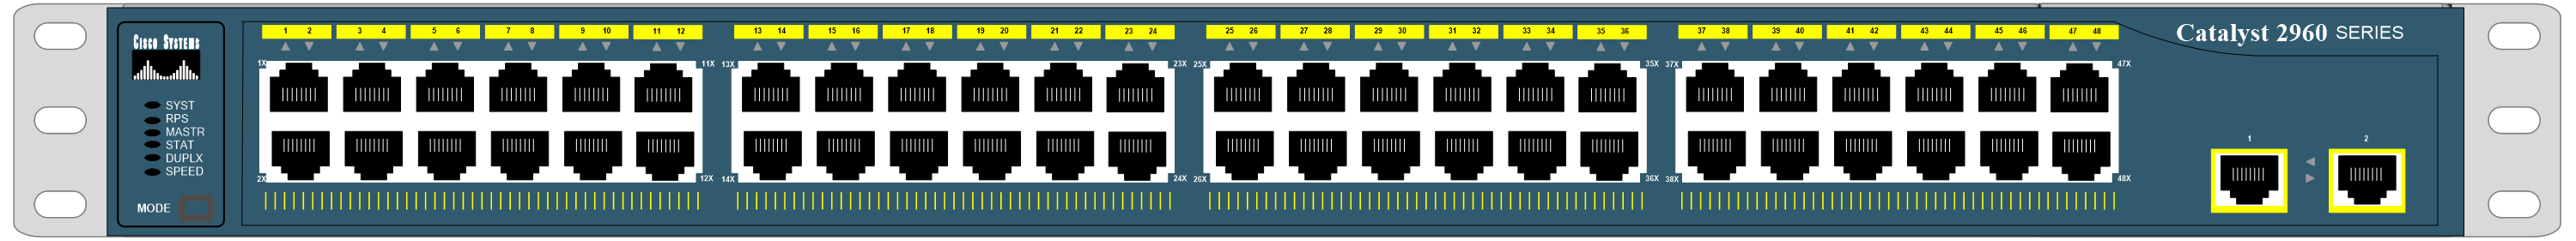 Cisco Systems
SYST
RPS
MASTR
STAT
DUPLX
SPEED
MODE
1 2 3 4 5 6 7 8 9 10 11 12
1X 11X
2X 12X
13 14 15 16 17 18 19 20 21 22 23 24
13X 23X
14X 24X
25 26 27 28 29 30 31 32 33 34 35 36
25X 35X
26X 36X
37 38 39 40 41 42 43 44 45 46 47 48
37X 47X
38X 48X
Catalyst 2960 SERIES
1 2